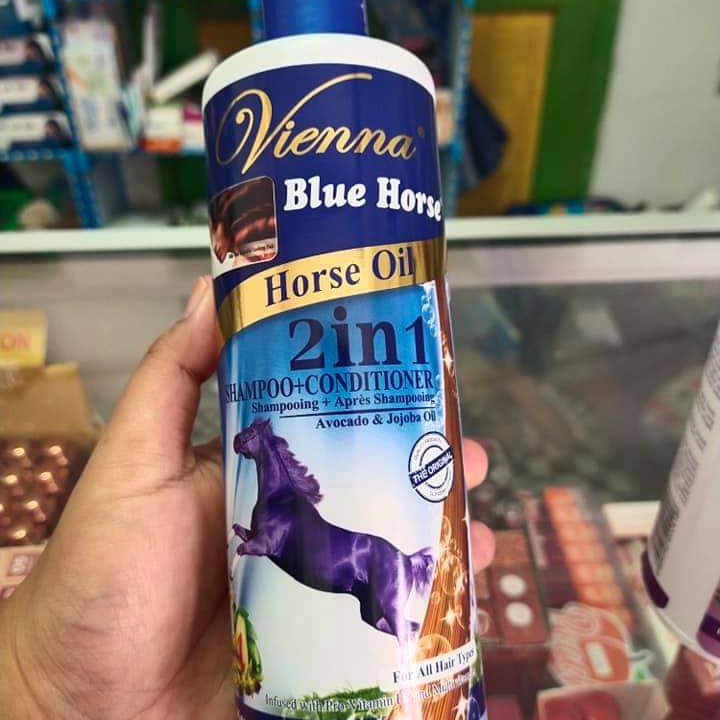 Vienna®
Blue Horse
Horse Oil
2in1
SHAMPOO+CONDITIONER
Shampooing + Après Shampooing
Avocado & Jojoba Oil
THE ORIGINAL
For All Hair Types
Infused with Pro-Vitamin
ON